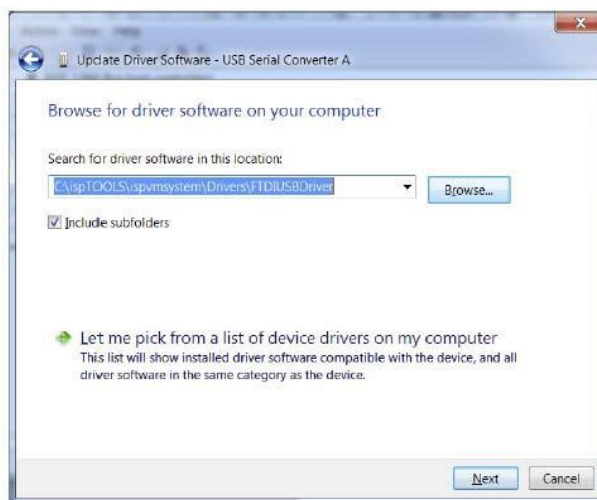 Update Driver Software - USB Serial Converter A
Browse for driver software on your computer
Search for driver software in this location:
C:\ispTOOLS\ispvmsystem\Drivers\FTDIUSBDriver
Browse...
Include subfolders
Let me pick from a list of device drivers on my computer
This list will show installed driver software compatible with the device, and all
driver software in the same category as the device.
Next
Cancel